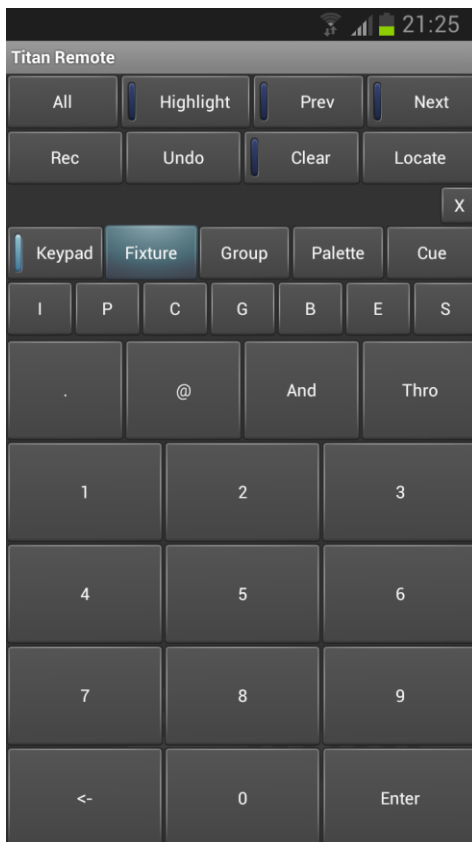 21:25
Titan Remote
All Highlight Prev Next
Rec Undo Clear Locate
X
Keypad Fixture Group Palette Cue
I P C G B E S
. @ And Thro
1 2 3
4 5 6
7 8 9
<- 0 Enter